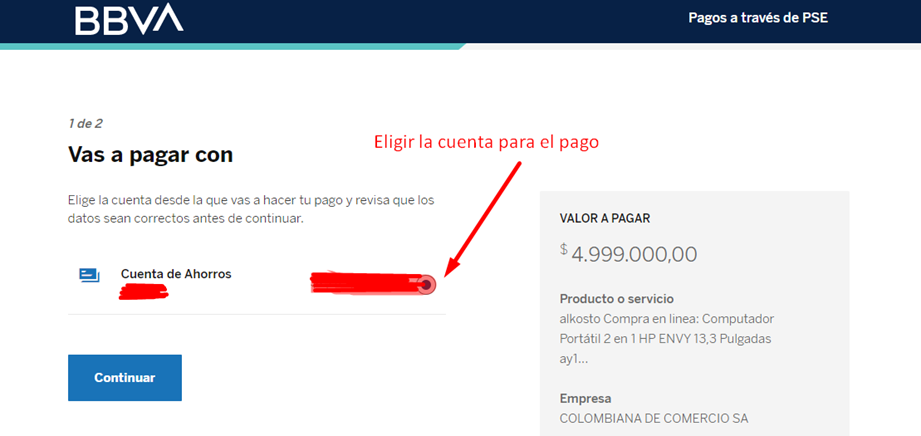 BBVA
Pagos a través de PSE
1 de 2
Vas a pagar con
Eligir la cuenta para el pago
Elige la cuenta desde la que vas a hacer tu pago y revisa que los
datos sean correctos antes de continuar.
Cuenta de Ahorros
Continuar
VALOR A PAGAR
$ 4.999.000,00
Producto o servicio
alkosto Compra en linea: Computador
Portátil 2 en 1 HP ENVY 13,3 Pulgadas
ay1...
Empresa
COLOMBIANA DE COMERCIO SA